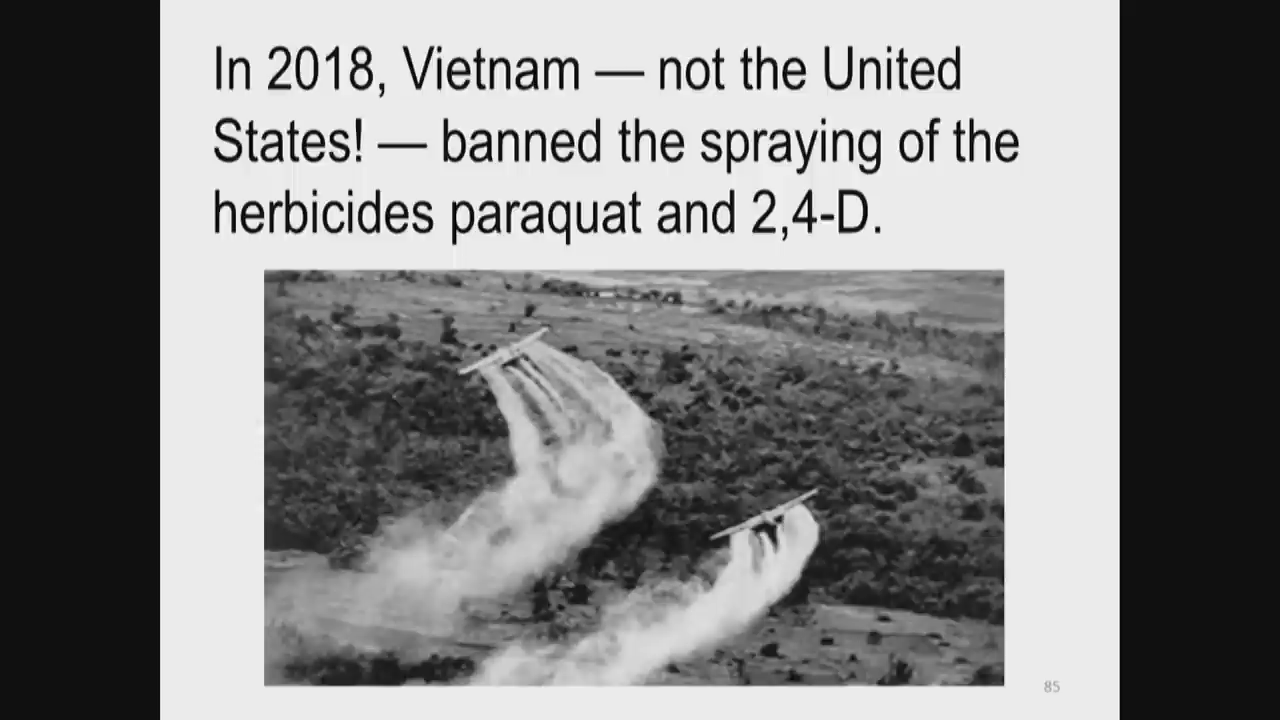 In 2018, Vietnam — not the United
States! — banned the spraying of the
herbicides paraquat and 2,4-D.
85